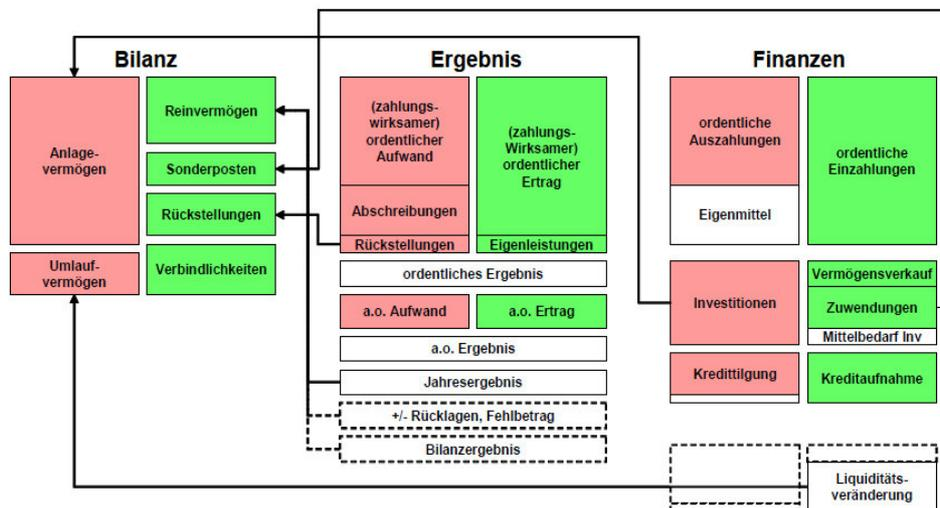 Bilanz
Ergebnis
Finanzen
Anlage-
vermögen
Umlauf-
vermögen
Reinvermögen
Sonderposten
Rückstellungen
Verbindlichkeiten
(zahlungs-
wirksamer)
ordentlicher
Aufwand
Abschreibungen
Rückstellungen
(zahlungs-
Wirksamer)
ordentlicher
Ertrag
Eigenleistungen
ordentliches Ergebnis
a.o. Aufwand
a.o. Ertrag
a.o. Ergebnis
Jahresergebnis
+/- Rücklagen, Fehlbetrag
Bilanzergebnis
ordentliche
Auszahlungen
Eigenmittel
ordentliche
Einzahlungen
Investitionen
Vermögensverkauf
Zuwendungen
Mittelbedarf Inv
Kredittilgung
Kreditaufnahme
Liquiditäts-
veränderung